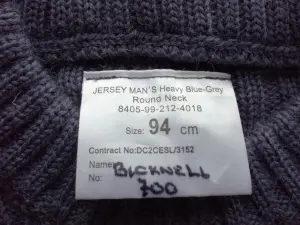 JERSEY MAN'S Heavy Blue-Grey
Round Neck
8405-99-212-4018
Size: 94 cm
Contract No:DC2CESL/3152
Name: BICKNELL
No: 700